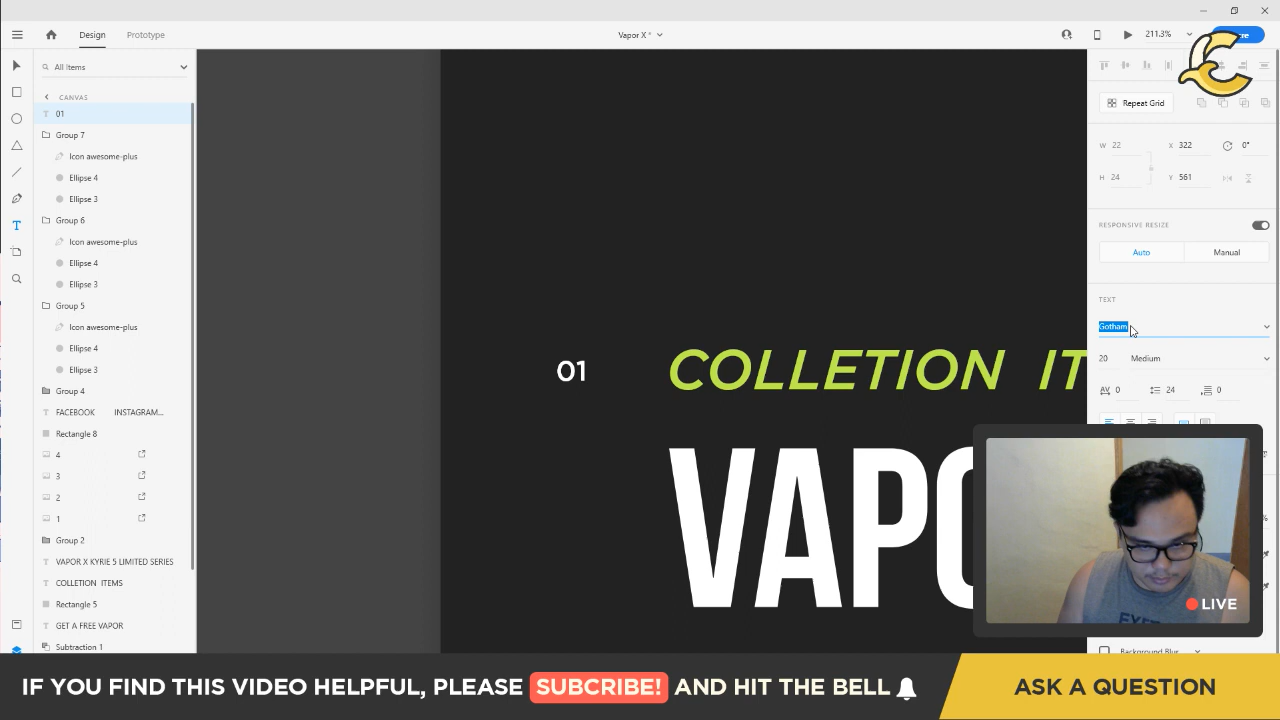 Design
Prototype
Vapor X *
211.3%
All Items
CANVAS
01
Group 7
Icon awesome-plus
Ellipse 4
Ellipse 3
Group 6
Icon awesome-plus
Ellipse 4
Ellipse 3
Group 5
Icon awesome-plus
Ellipse 4
Ellipse 3
Group 4
FACEBOOK INSTAGRAM...
Rectangle 8
4
3
2
1
Group 2
VAPOR X KYRIE 5 LIMITED SERIES
COLLETION ITEMS
Rectangle 5
GET A FREE VAPOR
Subtraction 1
01
COLLETION IT
VAPO
Repeat Grid
W 22 X 322 0°
H 24 Y 561
RESPONSIVE RESIZE
Auto Manual
TEXT
Gotham
20 Medium
AV 0 24 0
LIVE
Background Blur
IF YOU FIND THIS VIDEO HELPFUL, PLEASE SUBCRIBE! AND HIT THE BELL
ASK A QUESTION